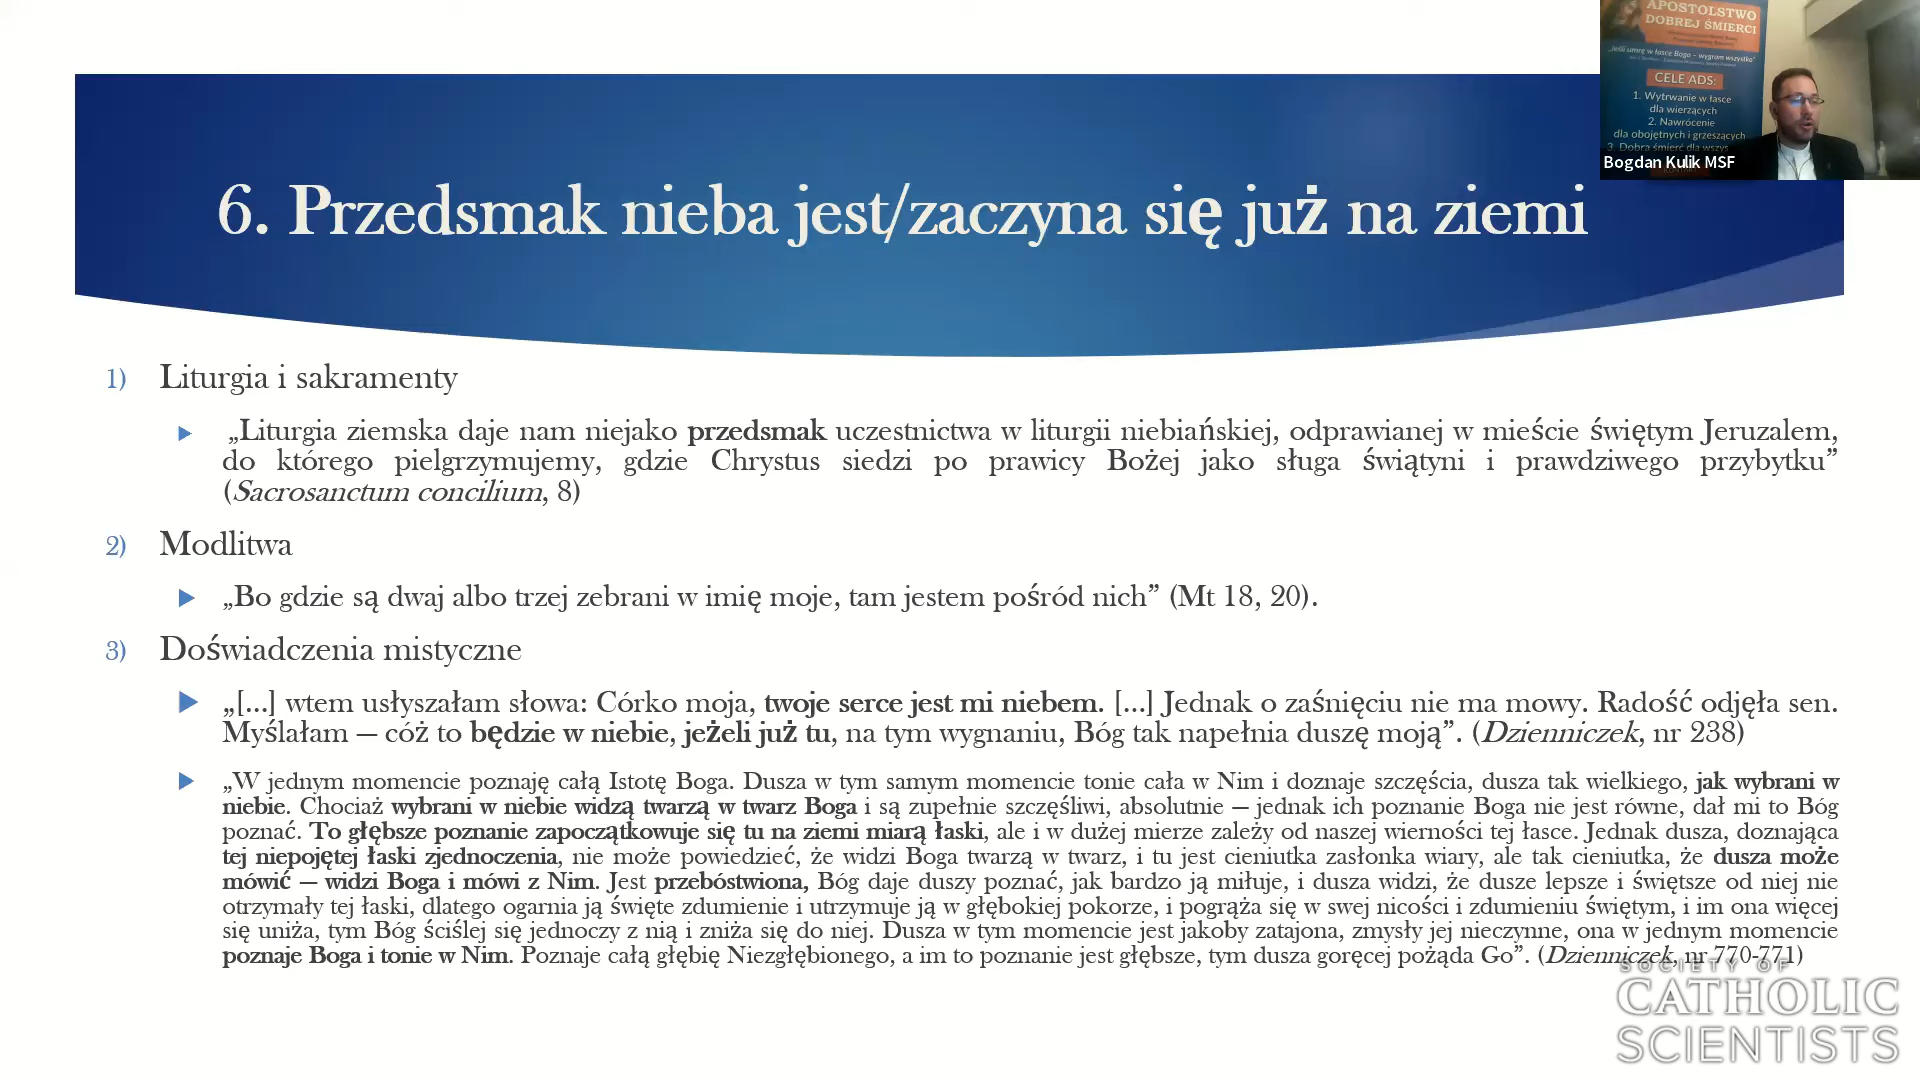 APOSTOLSTWO
DOBREJ ŚMIERCI
„Jeśli umrę w łasce Boga – wygram wszystko"
CELE ADŚ:
1. Wytrwanie w łasce
dla wierzących
2. Nawrócenie
dla obojętnych i grzeszących
3. Dobra śmierć dla wszys
Bogdan Kulik MSF
6. Przedsmak nieba jest/zaczyna się już na ziemi
1) Liturgia i sakramenty
„Liturgia ziemska daje nam niejako przedsmak uczestnictwa w liturgii niebiańskiej, odprawianej w mieście świętym Jeruzalem,
do którego pielgrzymujemy, gdzie Chrystus siedzi po prawicy Bożej jako sługa świątyni i prawdziwego przybytku”
(Sacrosanctum concilium, 8)
2) Modlitwa
„Bo gdzie są dwaj albo trzej zebrani w imię moje, tam jestem pośród nich” (Mt 18, 20).
3) Doświadczenia mistyczne
„[...] wtem usłyszałam słowa: Córko moja, twoje serce jest mi niebem. [...] Jednak o zaśnięciu nie ma mowy. Radość odjęła sen.
Myślałam — cóż to będzie w niebie, jeżeli już tu, na tym wygnaniu, Bóg tak napełnia duszę moją”. (Dzienniczek, nr 238)
„W jednym momencie poznaję całą Istotę Boga. Dusza w tym samym momencie tonie cała w Nim i doznaje szczęścia, dusza tak wielkiego, jak wybrani w
niebie. Chociaż wybrani w niebie widzą twarzą w twarz Boga i są zupełnie szczęśliwi, absolutnie — jednak ich poznanie Boga nie jest równe, dał mi to Bóg
poznać. To głębsze poznanie zapoczątkowuje się tu na ziemi miarą łaski, ale i w dużej mierze zależy od naszej wierności tej łasce. Jednak dusza, doznająca
tej niepojętej łaski zjednoczenia, nie może powiedzieć, że widzi Boga twarzą w twarz, i tu jest cieniutka zasłonka wiary, ale tak cieniutka, że dusza może
mówić — widzi Boga i mówi z Nim. Jest przebóstwiona, Bóg daje duszy poznać, jak bardzo ją miłuje, i dusza widzi, że dusze lepsze i świętsze od niej nie
otrzymały tej łaski, dlatego ogarnia ją święte zdumienie i utrzymuje ją w głębokiej pokorze, i pogrąża się w swej nicości i zdumieniu świętym, i im ona więcej
się uniża, tym Bóg ściślej się jednoczy z nią i zniża się do niej. Dusza w tym momencie jest jakoby zatajona, zmysły jej nieczynne, ona w jednym momencie
poznaje Boga i tonie w Nim. Poznaje całą głębię Niezgłębionego, a im to poznanie jest głębsze, tym dusza goręcej pożąda Go”. (Dzienniczek, nr 770-771)
SOCIETY OF
CATHOLIC
SCIENTISTS